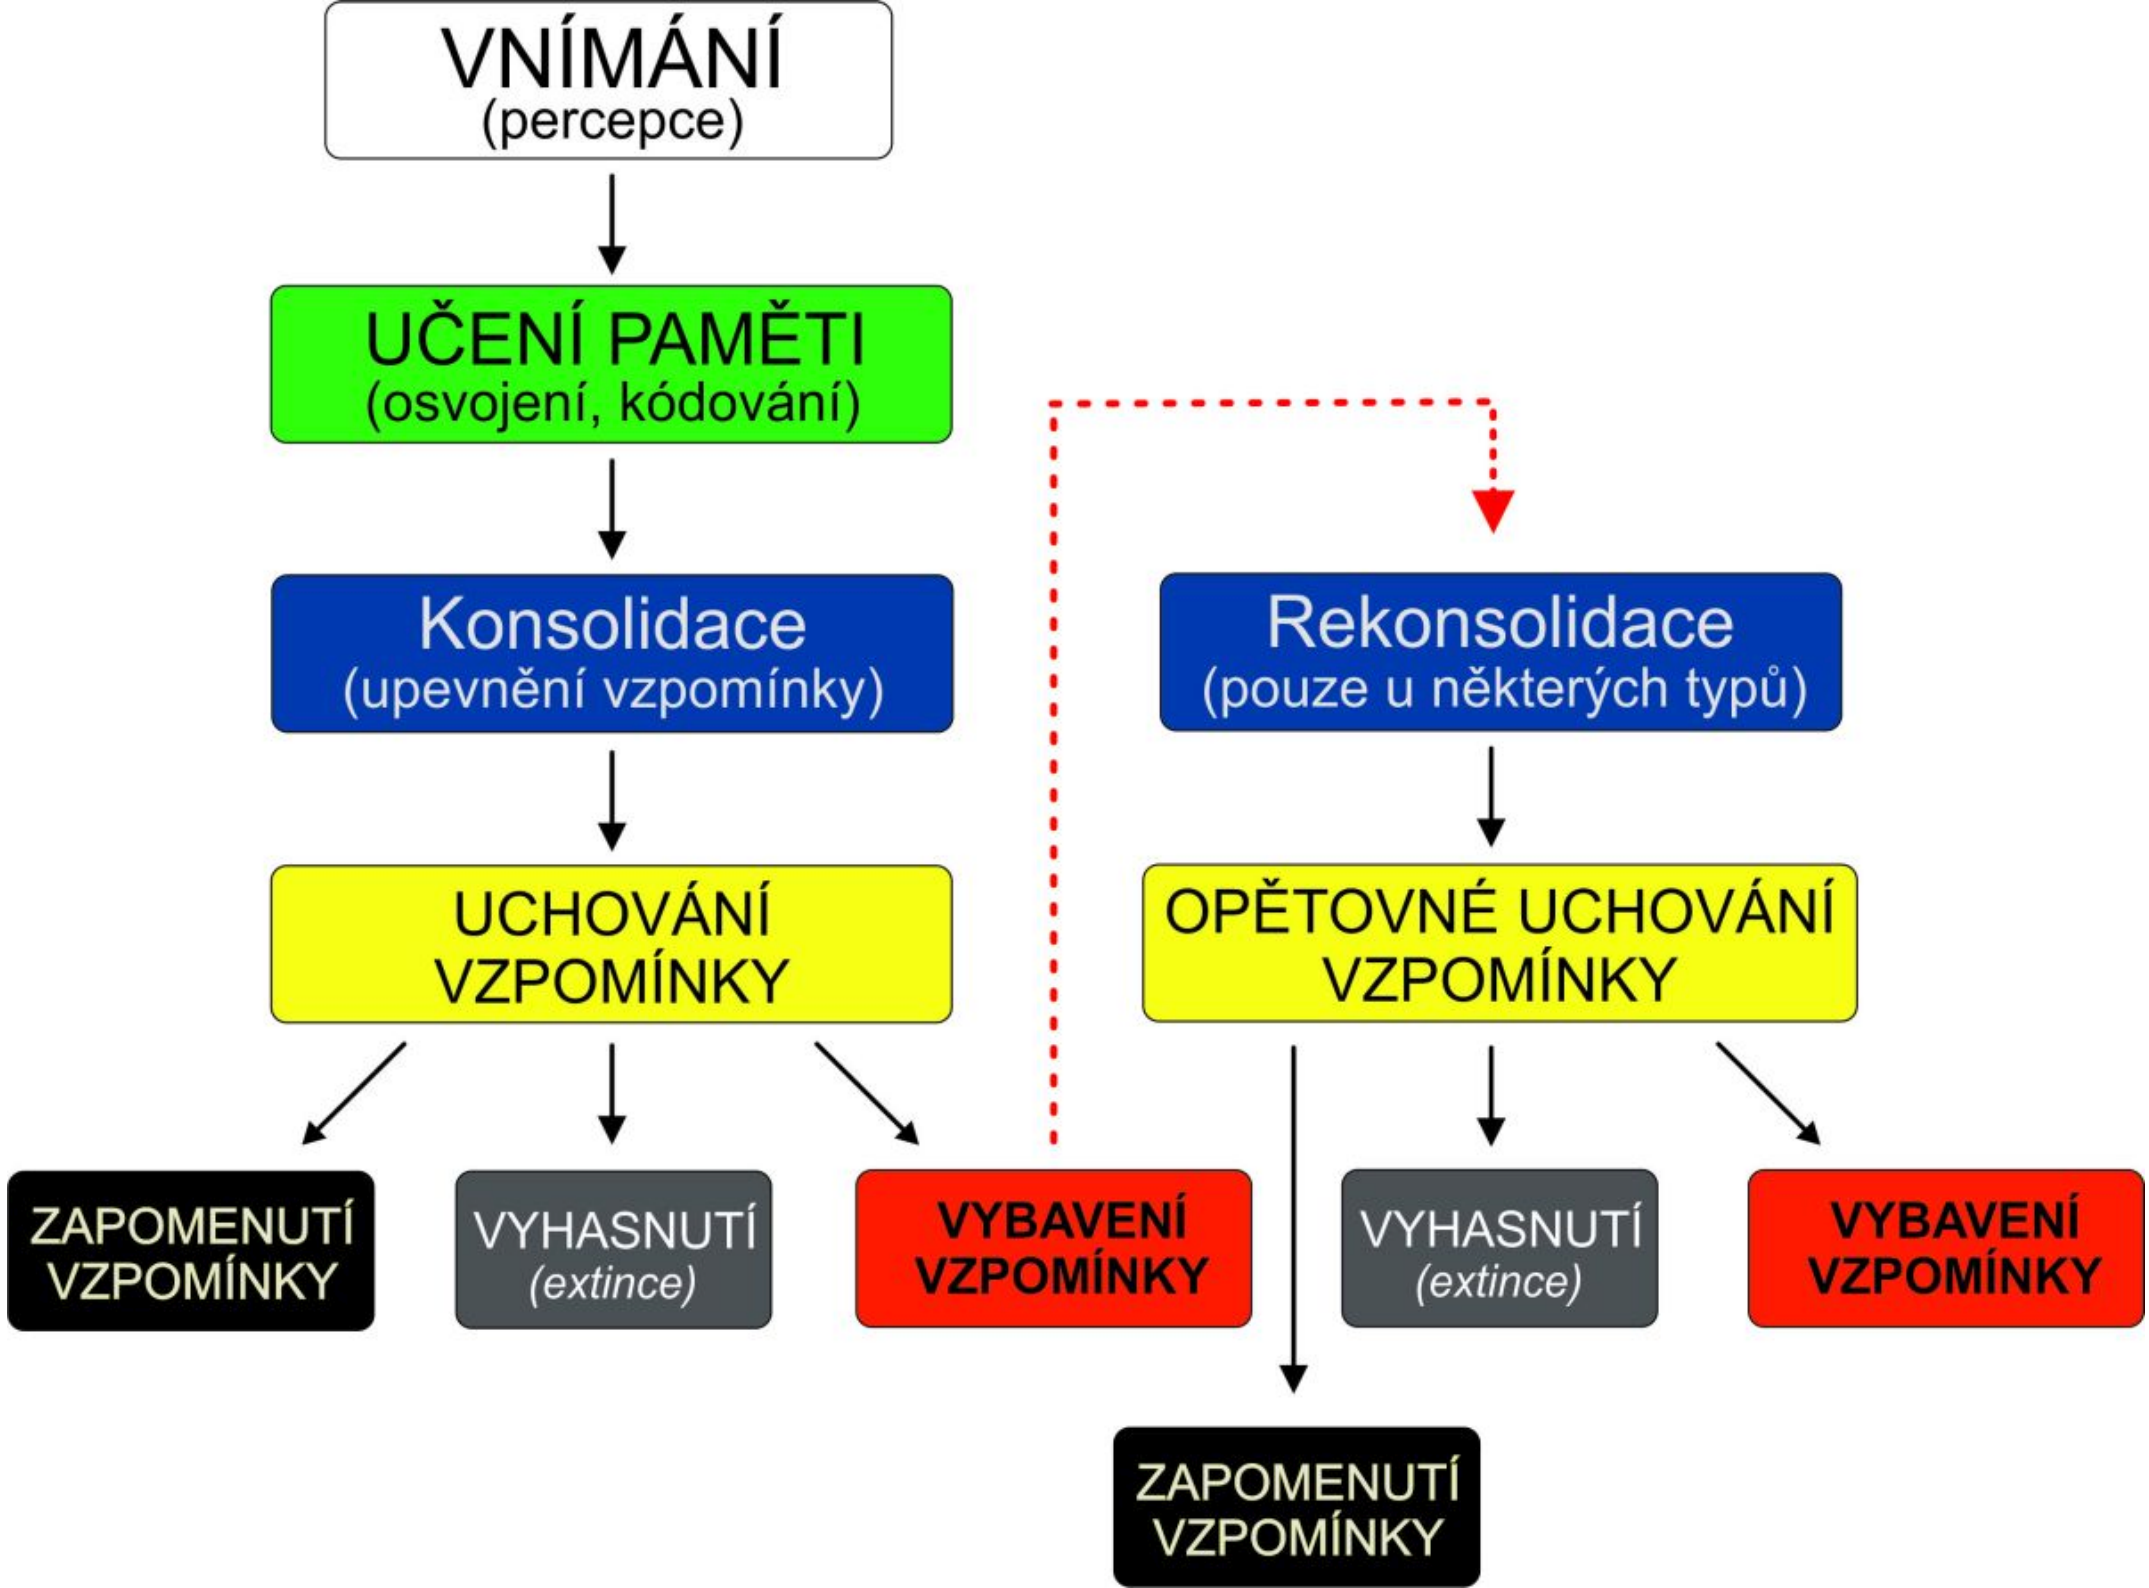 VNÍMÁNÍ
(percepce)
UČENÍ PAMĚTI
(osvojení, kódování)
Konsolidace
(upevnění vzpomínky)
UCHOVÁNÍ
VZPOMÍNKY
ZAPOMENUTÍ
VZPOMÍNKY
VYHASNUTÍ
(extince)
VYBAVENÍ
VZPOMÍNKY
Rekonsolidace
(pouze u některých typů)
OPĚTOVNÉ UCHOVÁNÍ
VZPOMÍNKY
VYHASNUTÍ
(extince)
VYBAVENÍ
VZPOMÍNKY
ZAPOMENUTÍ
VZPOMÍNKY